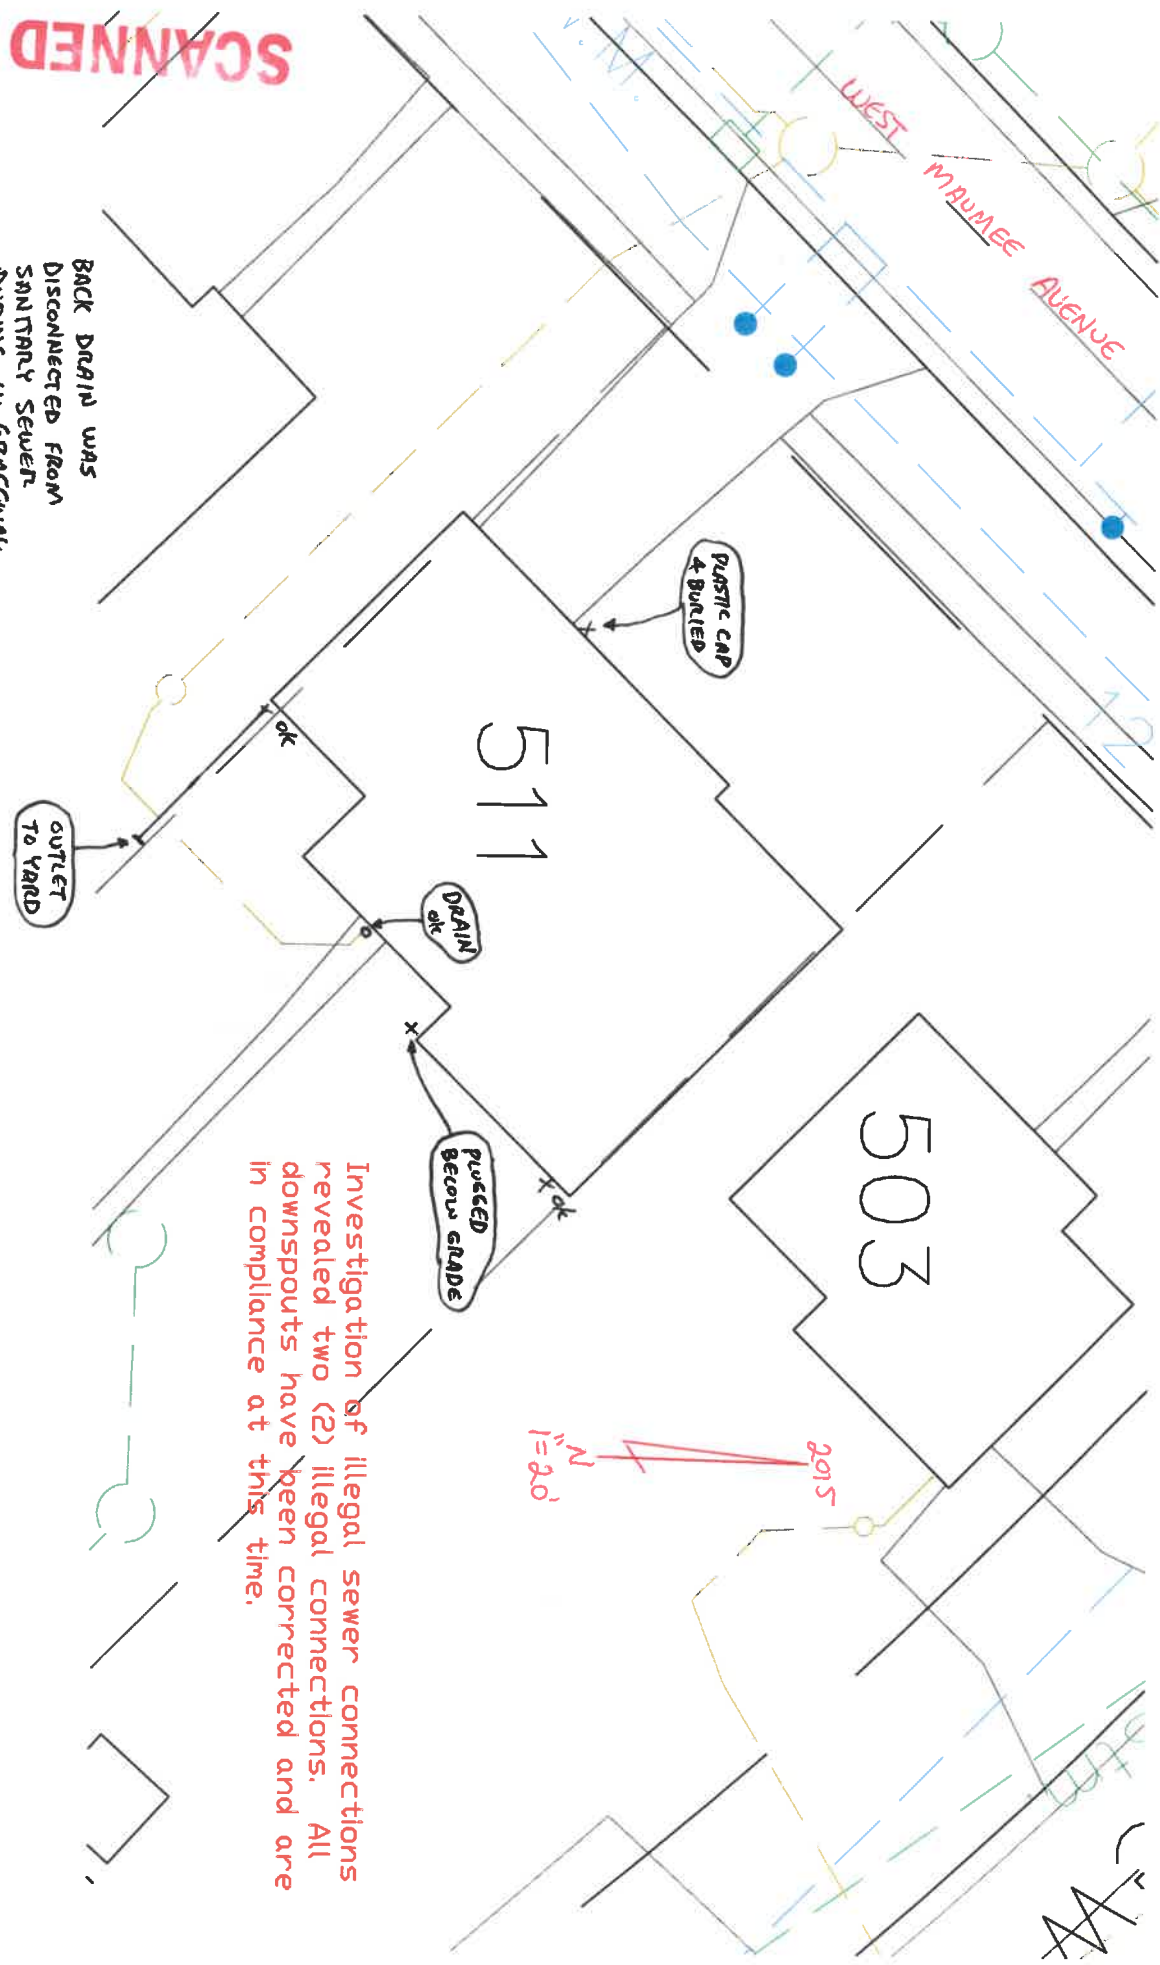 SCANNED
WEST MAUMEE AVENUE
BACK DRAIN WAS
DISCONNECTED FROM
SANITARY SEWER
PLASTIC CAP
& BURIED
511
ok
OUTLET
TO YARD
DRAIN
ok
PLUGGED
BELOW GRADE
ok
503
12
2015
N
1"=20'
Investigation of illegal sewer connections
revealed two (2) illegal connections. All
downspouts have been corrected and are
in compliance at this time.